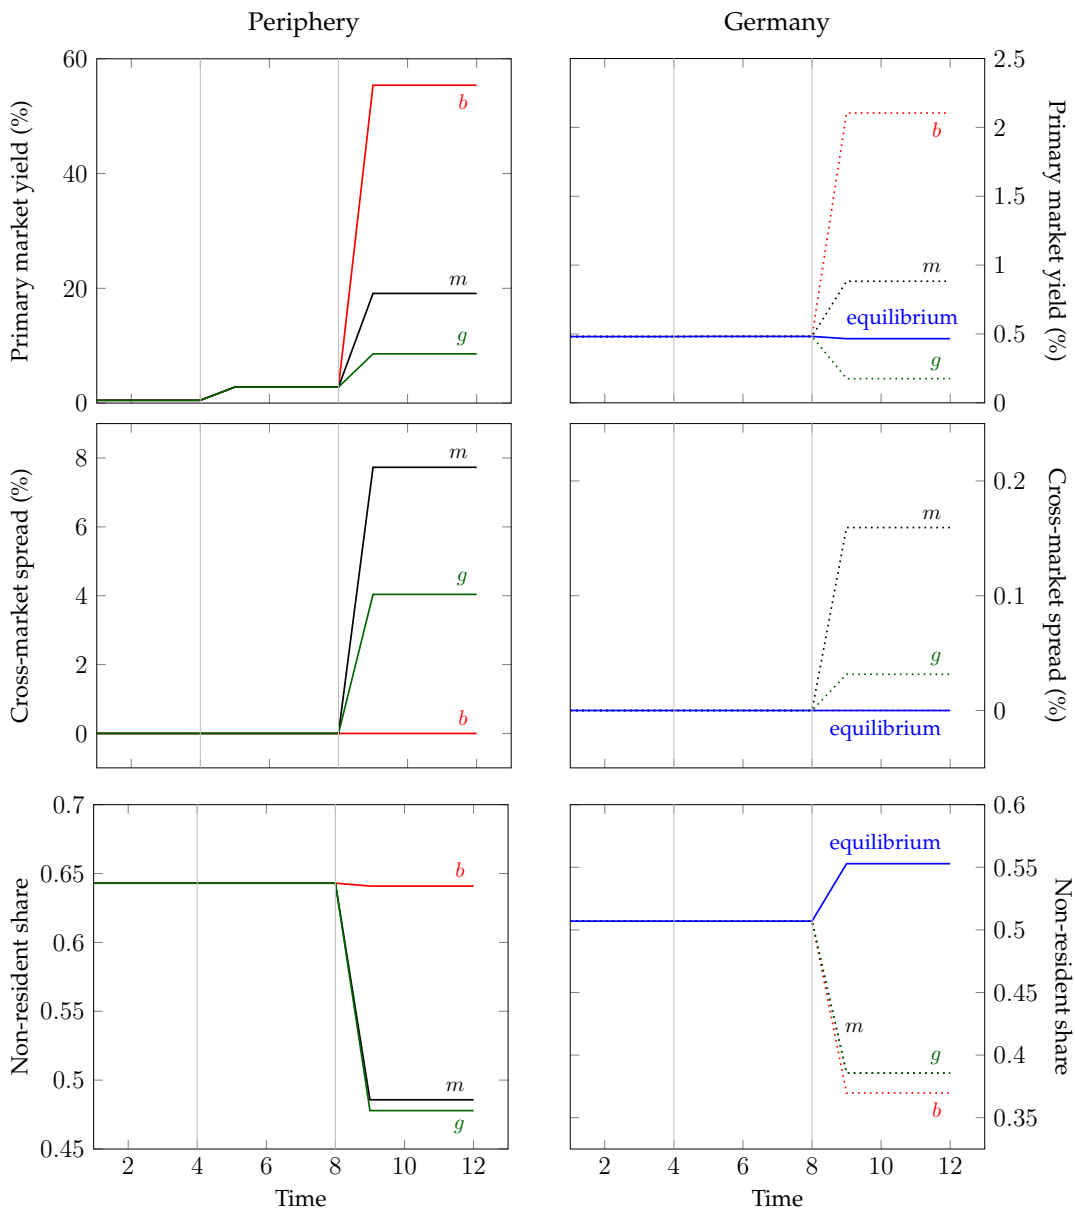 Periphery
Germany
Primary market yield (%)
60
40
20
0
b
m
g
2.5
2
1.5
1
0.5
0
Primary market yield (%)
b
m
equilibrium
g
Cross-market spread (%)
8
6
4
2
0
m
g
b
0.2
0.1
0
Cross-market spread (%)
m
g
equilibrium
Non-resident share
0.7
0.65
0.6
0.55
0.5
0.45
b
m
g
2 4 6 8 10 12
Time
0.6
0.55
0.5
0.45
0.4
0.35
Non-resident share
equilibrium
m
g
b
2 4 6 8 10 12
Time